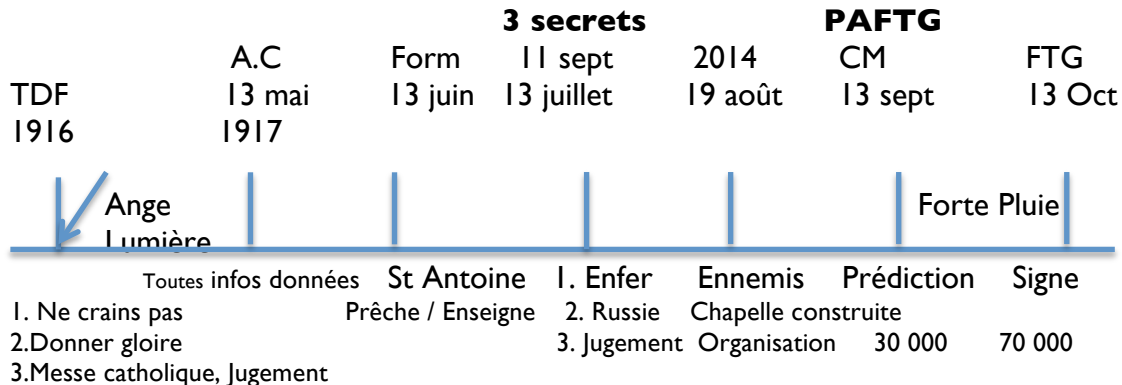 3 secrets PAFTG
A.C Form 11 sept 2014 CM FTG
TDF 13 mai 13 juin 13 juillet 19 août 13 sept 13 Oct
1916 1917
Ange Forte Pluie
Lumière
Toutes infos données St Antoine 1. Enfer Ennemis Prédiction Signe
1. Ne crains pas Prêche / Enseigne 2. Russie Chapelle construite
2.Donner gloire 3. Jugement Organisation 30 000 70 000
3.Messe catholique, Jugement